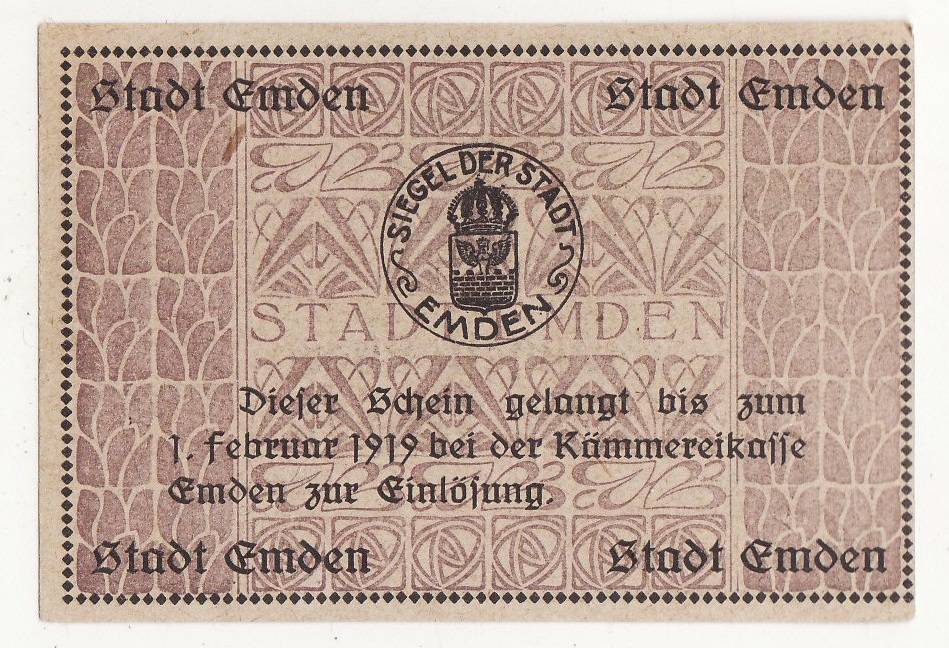 Stadt Emden Stadt Emden
SIEGEL DER STADT
EMDEN
STADT EMDEN
Dieser Schein gelangt bis zum
1. Februar 1919 bei der Kämmereikasse
Emden zur Einlösung.
Stadt Emden Stadt Emden